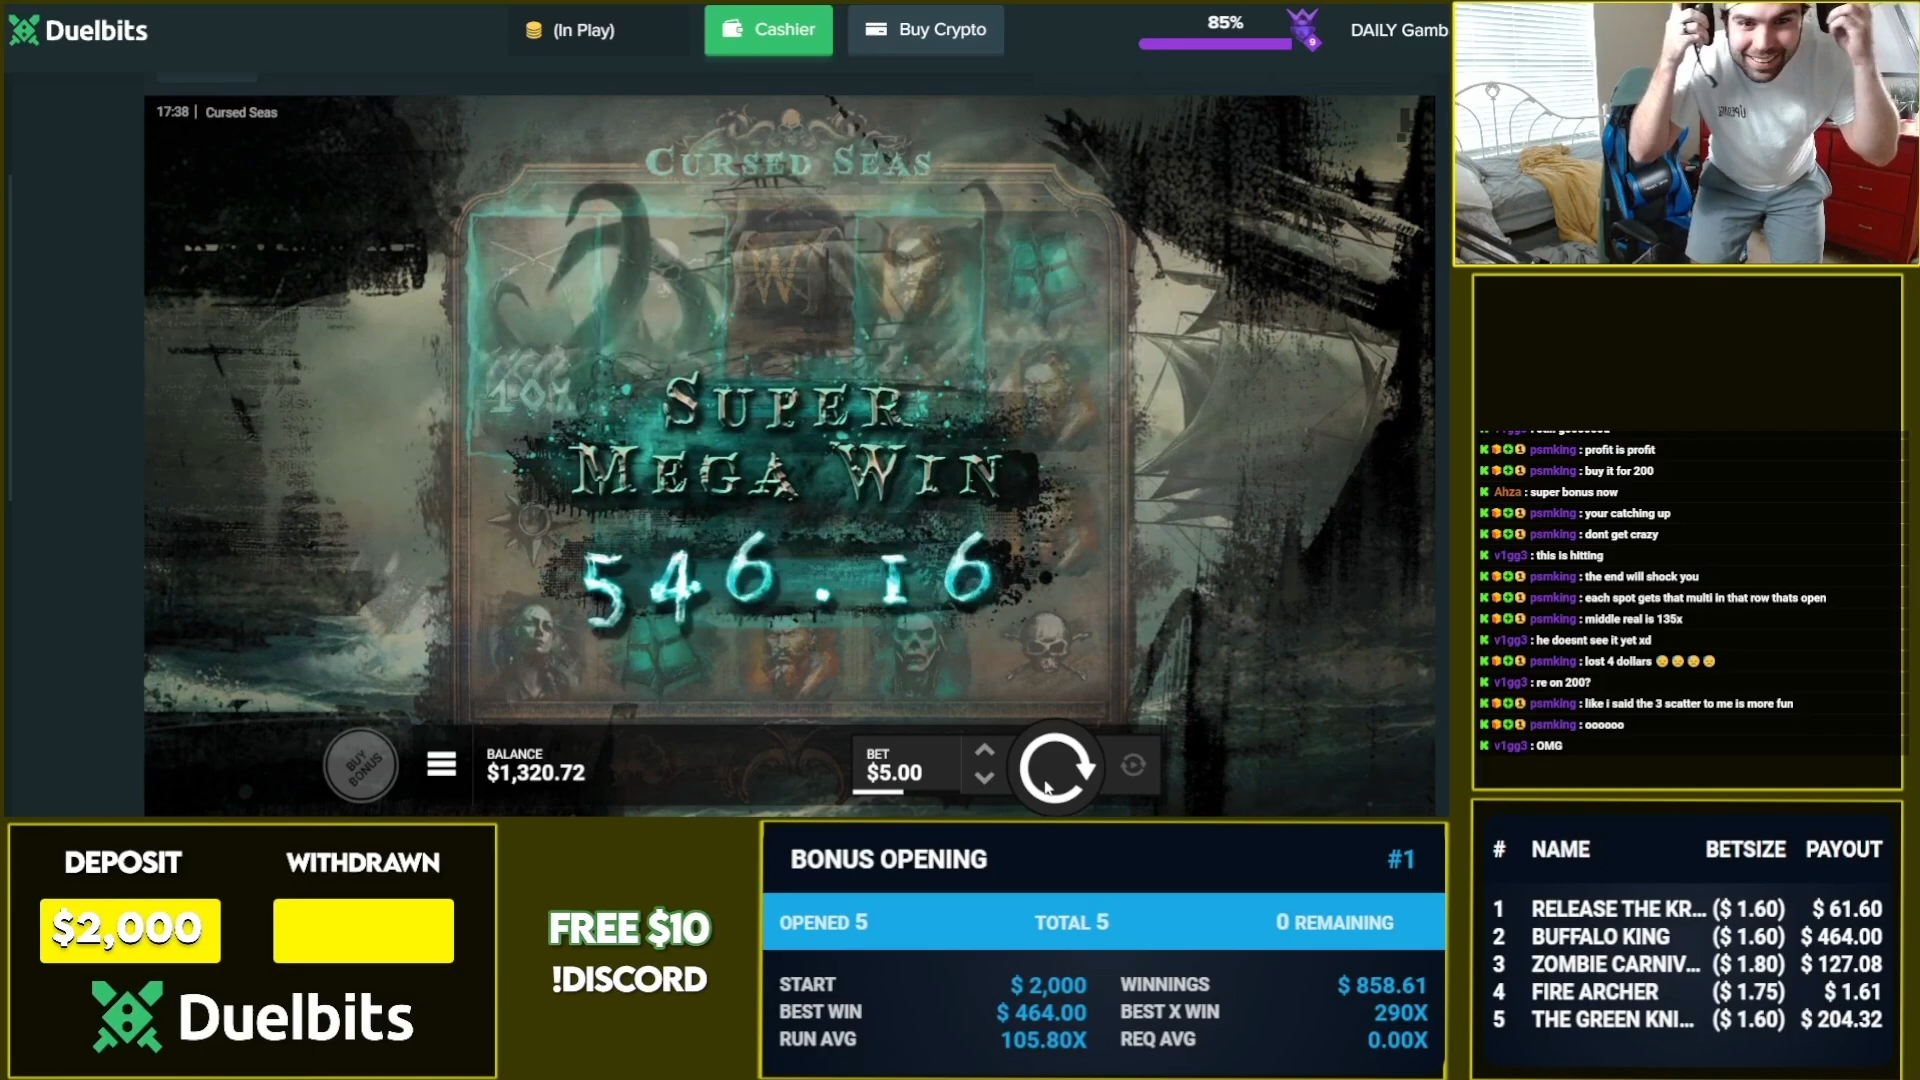 Duelbits
(In Play)
Cashier
Buy Crypto
85%
9
DAILY Gamb
17:38 | Cursed Seas
CURSED SEAS
W
10X
SUPER
MEGA WIN
546.16
BUY BONUS
BALANCE
$1,320.72
BET
$5.00
psmking : profit is profit
psmking : buy it for 200
Ahza : super bonus now
psmking : your catching up
psmking : dont get crazy
v1gg3 : this is hitting
psmking : the end will shock you
psmking : each spot gets that multi in that row thats open
psmking : middle real is 135x
v1gg3 : he doesnt see it yet xd
psmking : lost 4 dollars 😥😥😥😥
v1gg3 : re on 200?
psmking : like i said the 3 scatter to me is more fun
psmking : oooooo
v1gg3 : OMG
DEPOSIT WITHDRAWN
$2,000
Duelbits
FREE $10
!DISCORD
BONUS OPENING #1
OPENED 5 TOTAL 5 0 REMAINING
START $ 2,000 WINNINGS $ 858.61
BEST WIN $ 464.00 BEST X WIN 290X
RUN AVG 105.80X REQ AVG 0.00X
# NAME BETSIZE PAYOUT
1 RELEASE THE KR... ($ 1.60) $ 61.60
2 BUFFALO KING ($ 1.60) $ 464.00
3 ZOMBIE CARNIV... ($ 1.80) $ 127.08
4 FIRE ARCHER ($ 1.75) $ 1.61
5 THE GREEN KNI... ($ 1.60) $ 204.32